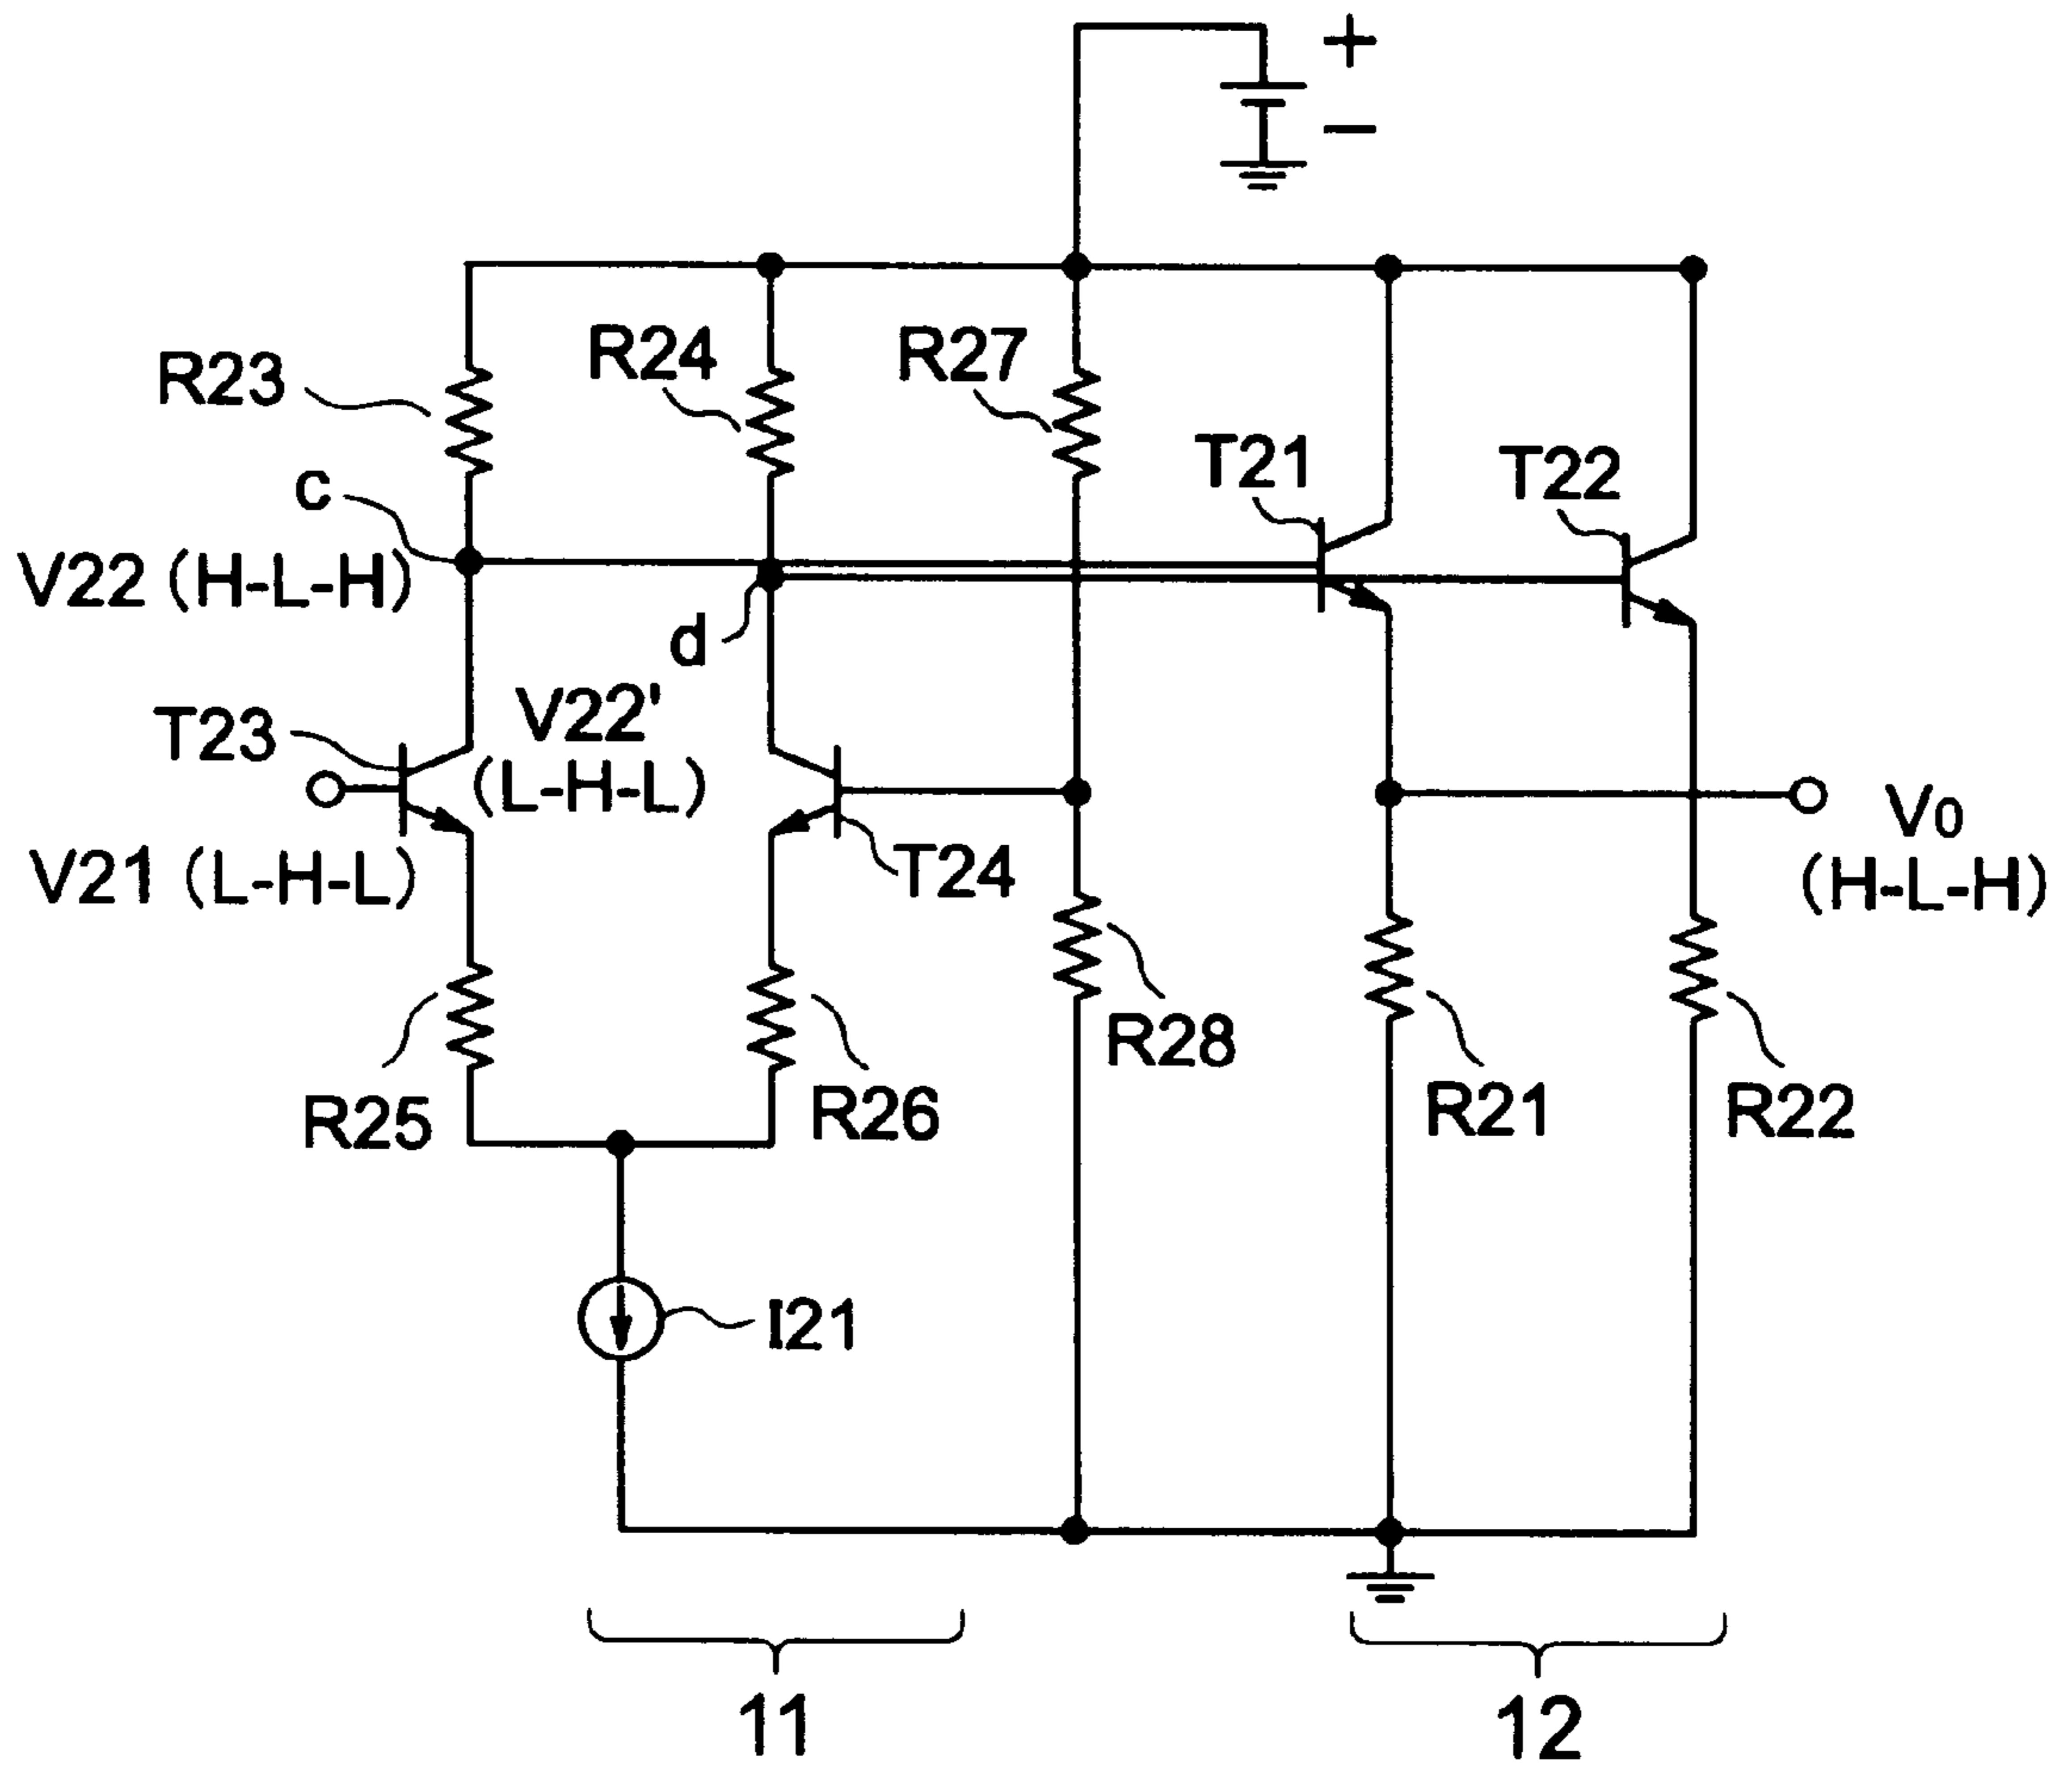 +
−
R23
R24
R27
T21
T22
c
V22 (H-L-H)
d
T23
V22'
(L-H-L)
V21 (L-H-L)
T24
V0
(H-L-H)
R25
R26
R28
R21
R22
I21
11
12